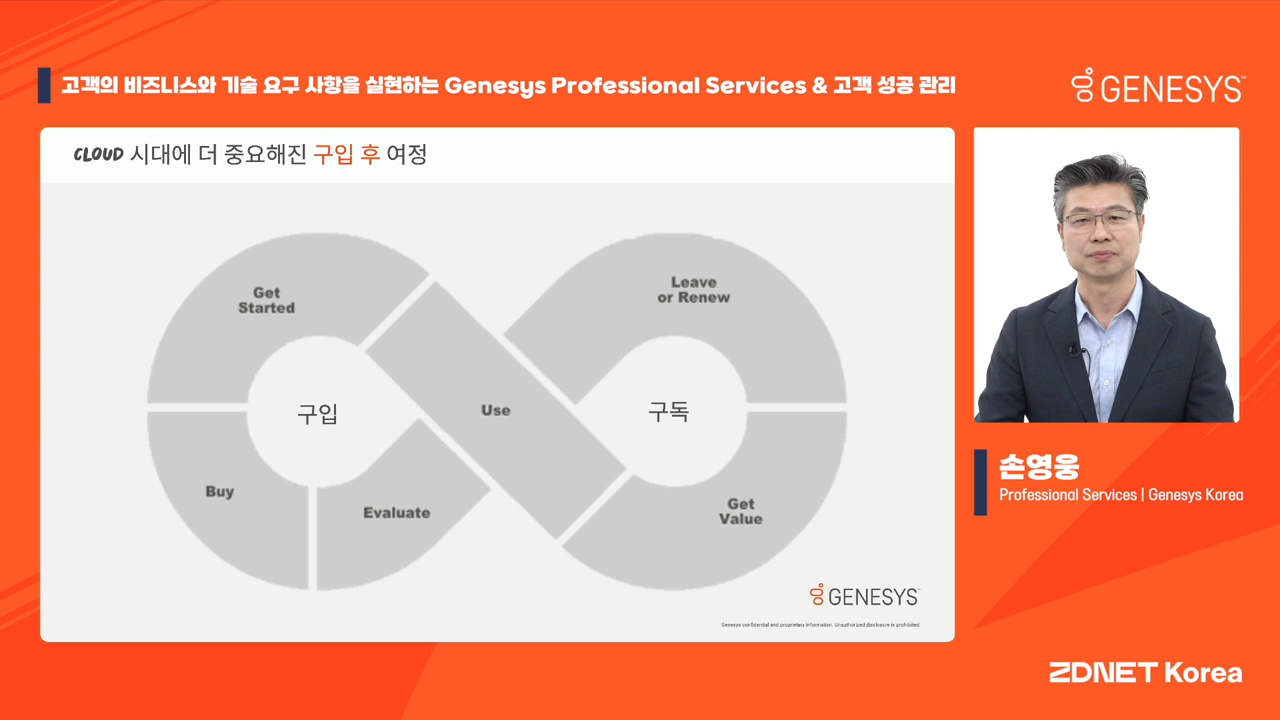 고객의 비즈니스와 기술 요구 사항을 실현하는 Genesys Professional Services & 고객 성공 관리
GENESYS™
CLOUD 시대에 더 중요해진 구입 후 여정
Get
Started
Leave
or Renew
구입
Use
구독
Buy
Evaluate
Get
Value
GENESYS™
Genesys confidential and proprietary information. Unauthorized disclosure is prohibited.
손영웅
Professional Services | Genesys Korea
ZDNET Korea